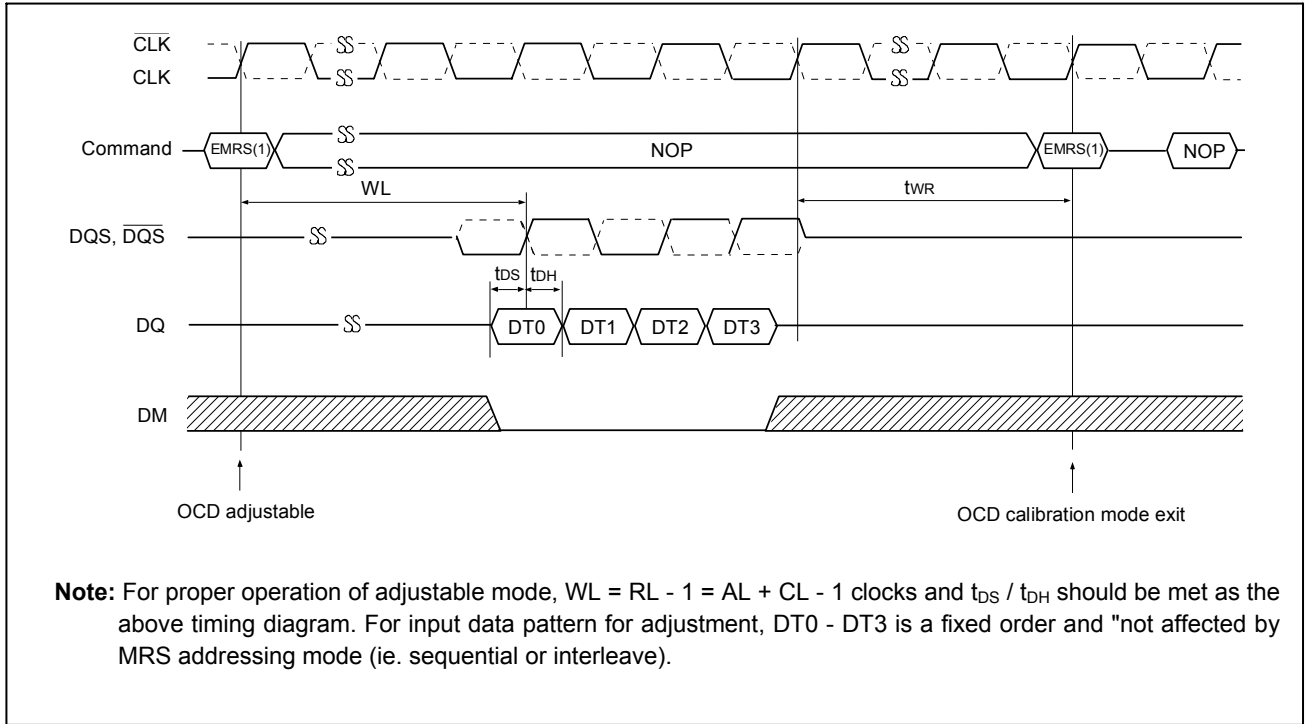 CLK
CLK
Command
EMRS(1)
NOP
EMRS(1)
NOP
WL
tWR
DQS, DQS
tDS
tDH
DQ
DT0
DT1
DT2
DT3
DM
OCD adjustable
OCD calibration mode exit
Note: For proper operation of adjustable mode, WL = RL - 1 = AL + CL - 1 clocks and tDS / tDH should be met as the
above timing diagram. For input data pattern for adjustment, DT0 - DT3 is a fixed order and "not affected by
MRS addressing mode (ie. sequential or interleave).